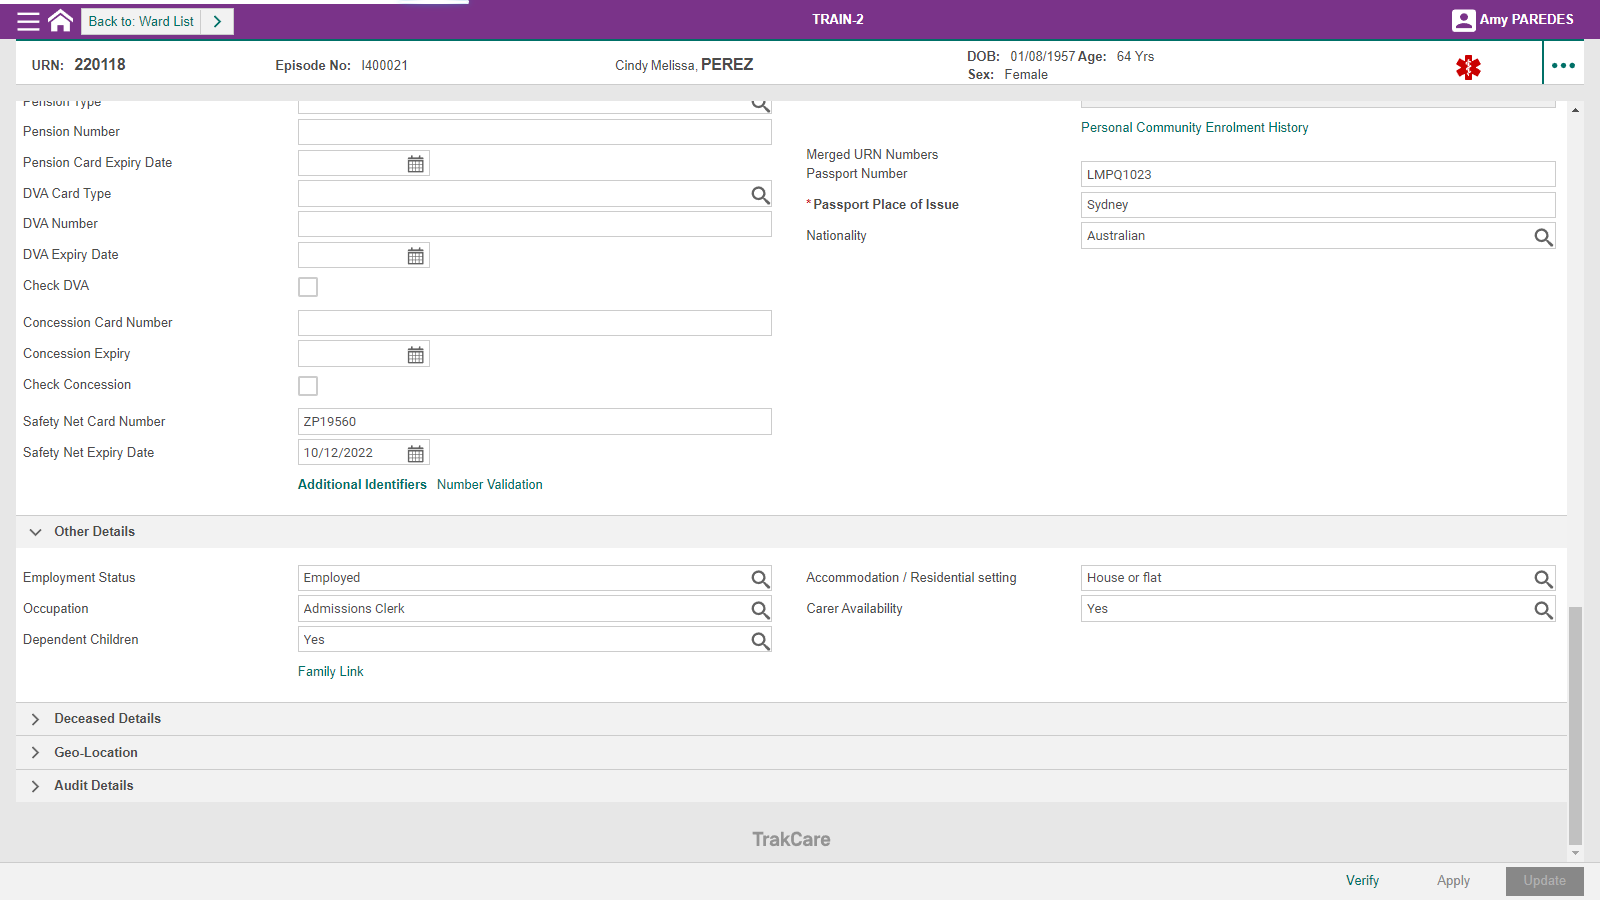 Back to: Ward List
TRAIN-2
Amy PAREDES
URN: 220118
Episode No: I400021
Cindy Melissa, PEREZ
DOB: 01/08/1957 Age: 64 Yrs
Sex: Female
Pension Type
Pension Number
Pension Card Expiry Date
DVA Card Type
DVA Number
DVA Expiry Date
Check DVA
Concession Card Number
Concession Expiry
Check Concession
Safety Net Card Number ZP19560
Safety Net Expiry Date 10/12/2022
Additional Identifiers Number Validation
Personal Community Enrolment History
Merged URN Numbers
Passport Number LMPQ1023
* Passport Place of Issue Sydney
Nationality Australian
Other Details
Employment Status Employed
Occupation Admissions Clerk
Dependent Children Yes
Family Link
Accommodation / Residential setting House or flat
Carer Availability Yes
Deceased Details
Geo-Location
Audit Details
TrakCare
Verify Apply Update